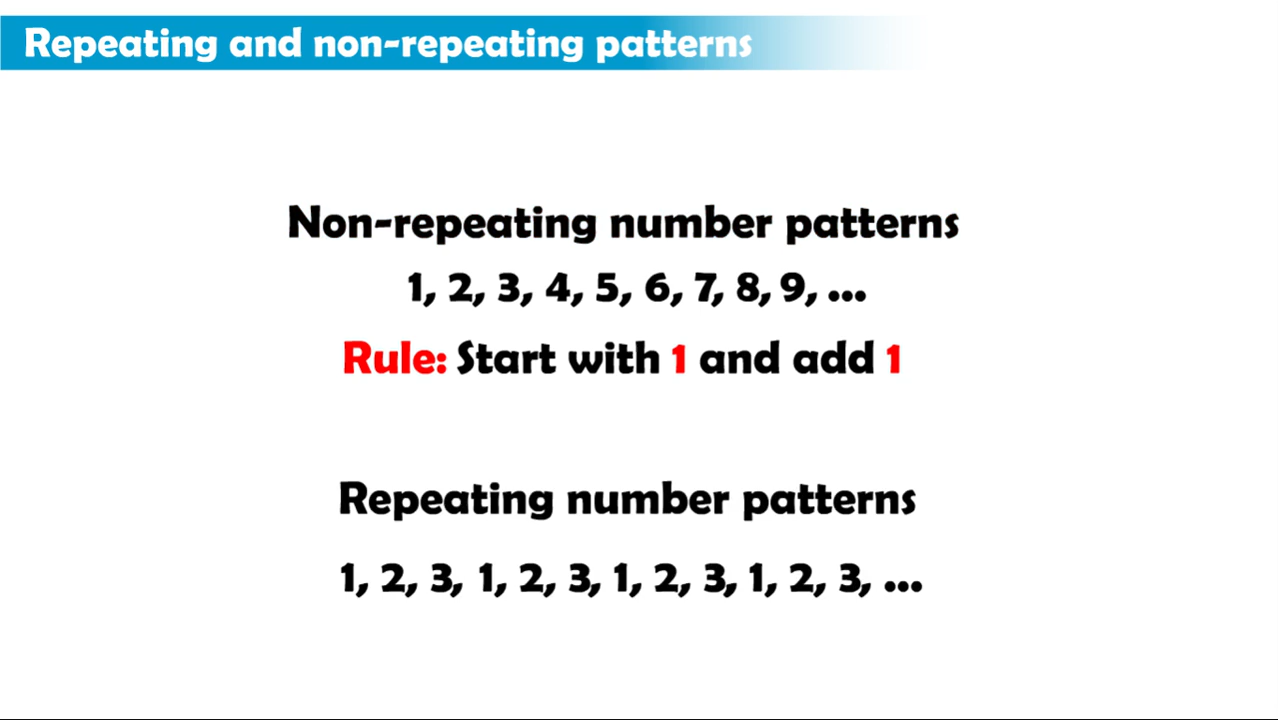 Repeating and non-repeating patterns
Non-repeating number patterns
1, 2, 3, 4, 5, 6, 7, 8, 9, ...
Rule: Start with 1 and add 1
Repeating number patterns
1, 2, 3, 1, 2, 3, 1, 2, 3, 1, 2, 3, ...